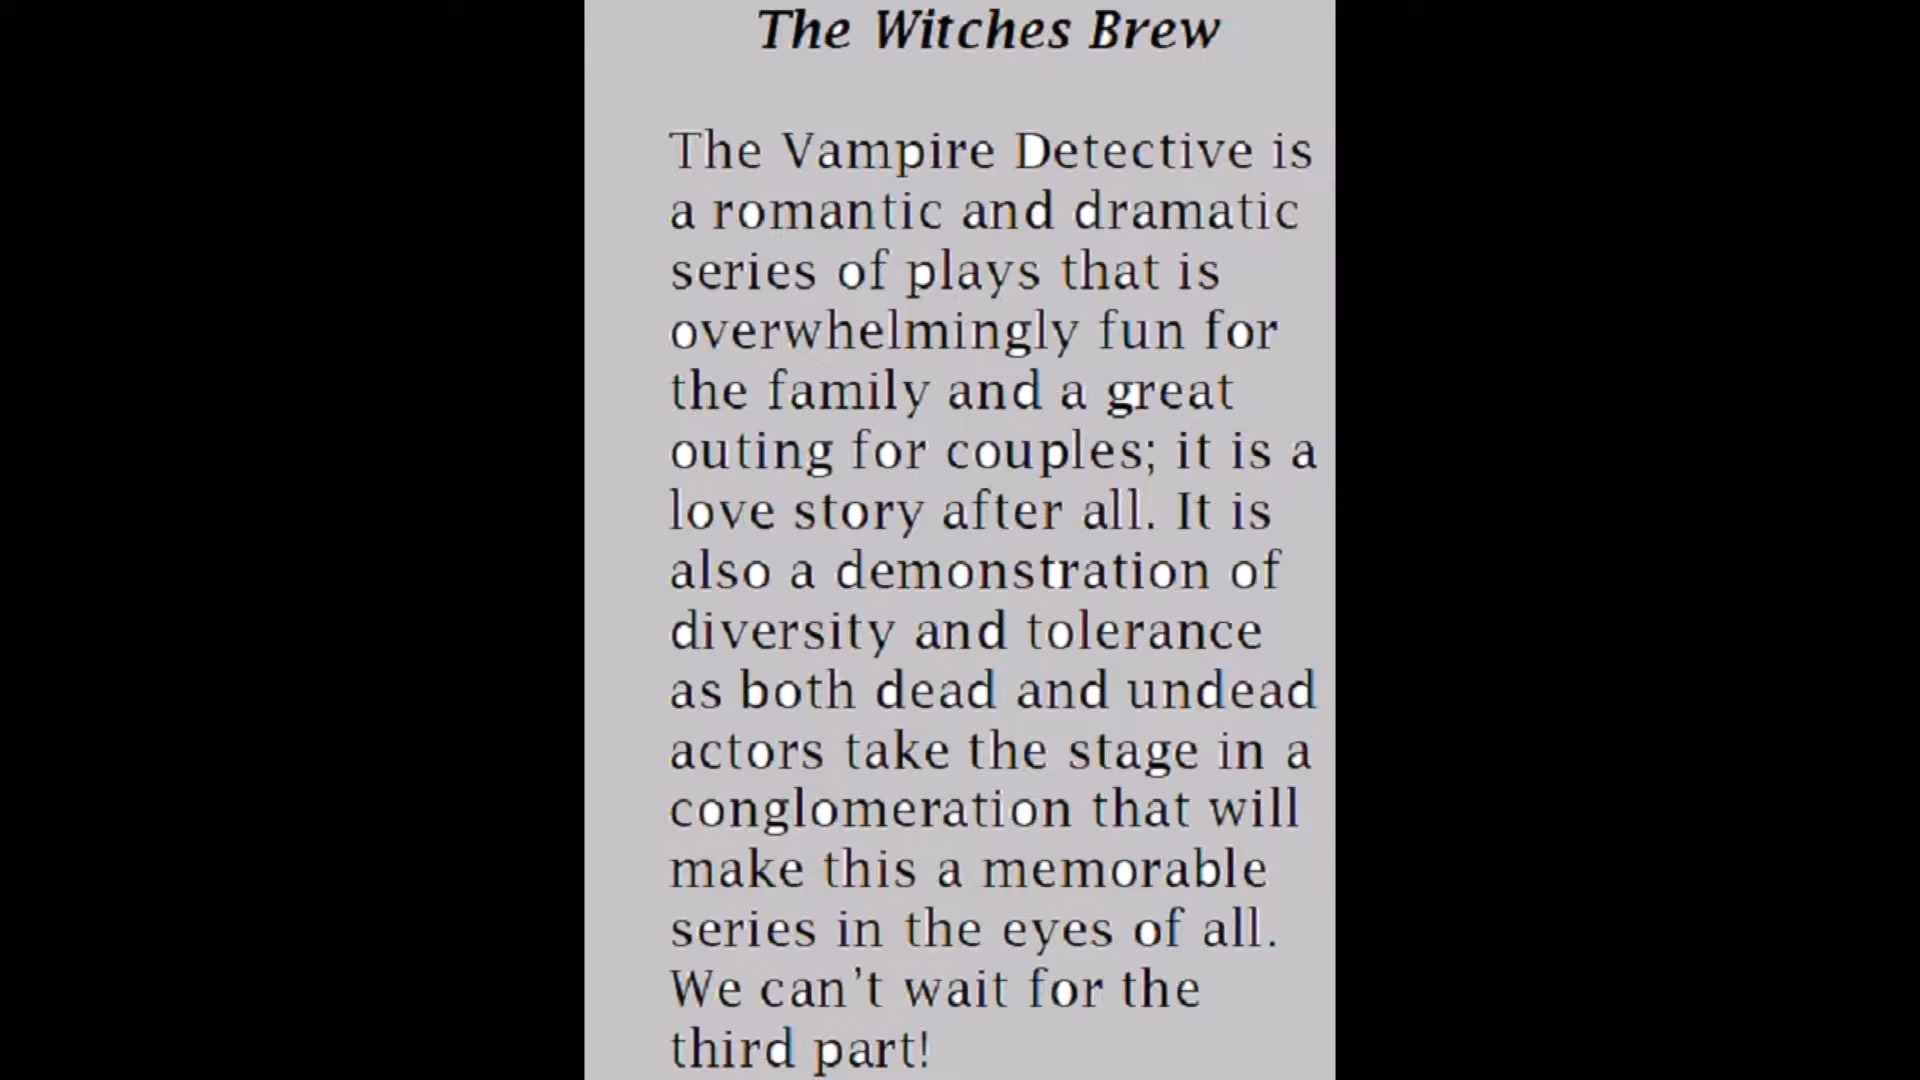 The Witches Brew
The Vampire Detective is
a romantic and dramatic
series of plays that is
overwhelmingly fun for
the family and a great
outing for couples; it is a
love story after all. It is
also a demonstration of
diversity and tolerance
as both dead and undead
actors take the stage in a
conglomeration that will
make this a memorable
series in the eyes of all.
We can't wait for the
third part!